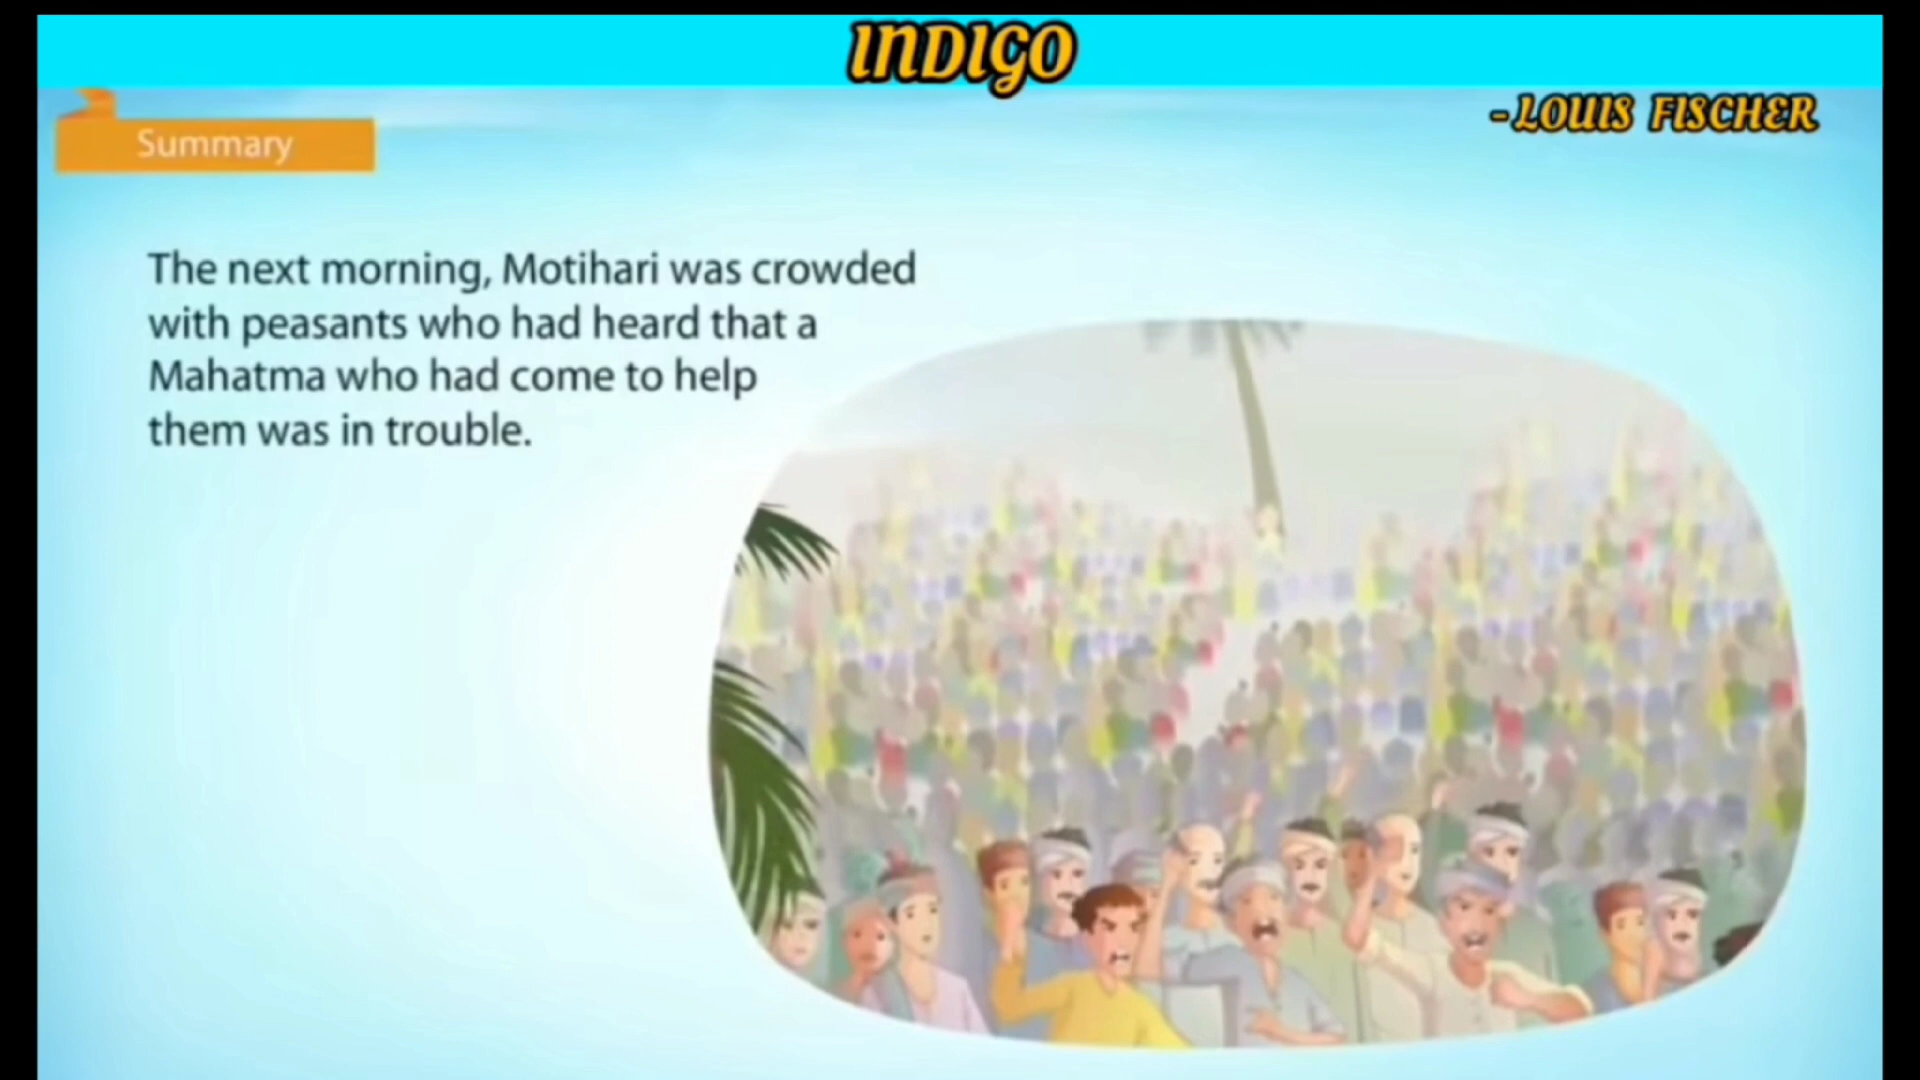 INDIGO
- LOUIS FISCHER
Summary
The next morning, Motihari was crowded
with peasants who had heard that a
Mahatma who had come to help
them was in trouble.